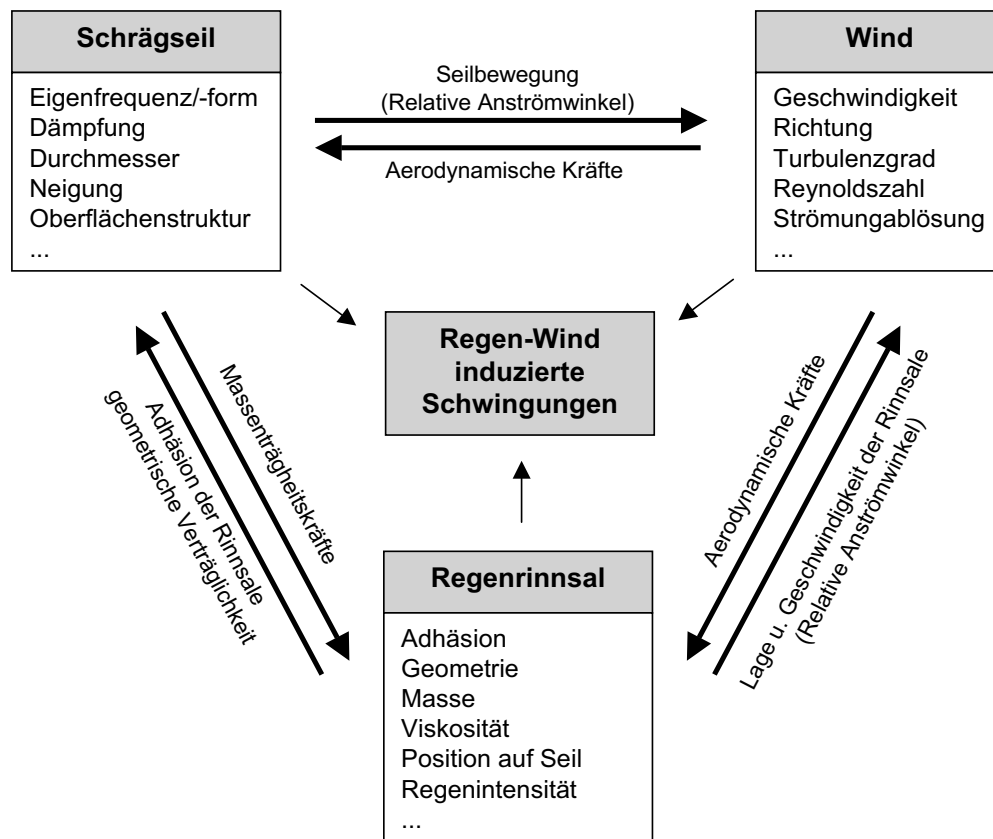 Schrägseil
Eigenfrequenz/-form
Dämpfung
Durchmesser
Neigung
Oberflächenstruktur
...
Seilbewegung
(Relative Anströmwinkel)
Aerodynamische Kräfte
Wind
Geschwindigkeit
Richtung
Turbulenzgrad
Reynoldszahl
Strömungablösung
...
Regen-Wind
induzierte
Schwingungen
Massenträgheitskräfte
Adhäsion der Rinnsale
geometrische Verträglichkeit
Aerodynamische Kräfte
Lage u. Geschwindigkeit der Rinnsale
(Relative Anströmwinkel)
Regenrinnsal
Adhäsion
Geometrie
Masse
Viskosität
Position auf Seil
Regenintensität
...